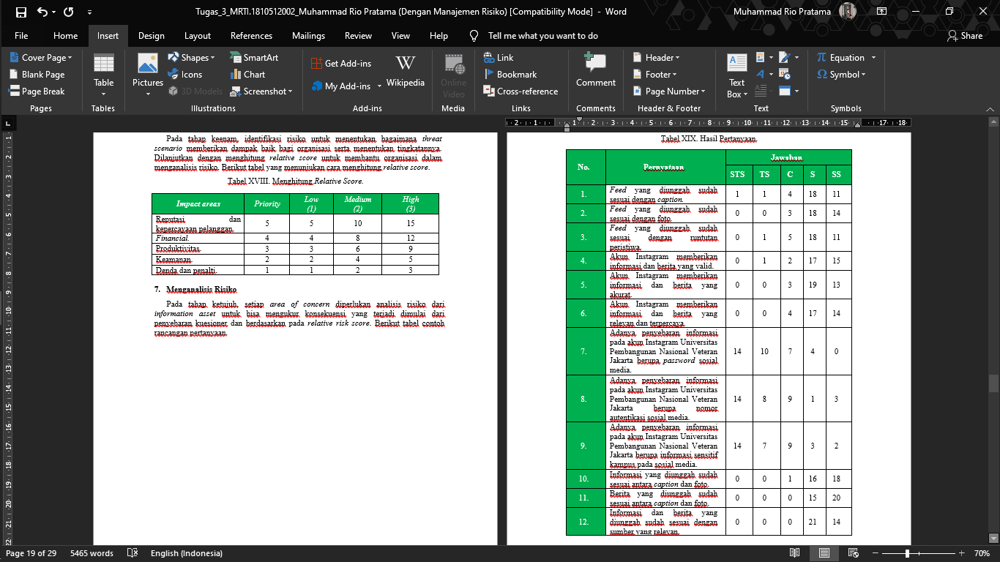 Tugas_3_MRTI.1810512002_Muhammad Rio Pratama (Dengan Manajemen Risiko) [Compatibility Mode] - Word
Muhammad Rio Pratama
File Home Insert Design Layout References Mailings Review View Help Tell me what you want to do Share
Cover Page
Blank Page
Page Break
Pages
Table
Tables
Pictures
Shapes
Icons
3D Models
SmartArt
Chart
Screenshot
Illustrations
Get Add-ins
My Add-ins
Wikipedia
Add-ins
Online
Video
Media
Link
Bookmark
Cross-reference
Links
Comment
Comments
Header
Footer
Page Number
Header & Footer
Text
Box
Text
Equation
Symbol
Symbols
Pada tahap keenam, identifikasi risiko untuk menentukan bagaimana threat
scenario memberikan dampak baik bagi organisasi serta menentukan tingkatannya.
Dilanjutkan dengan menghitung relative score untuk membantu organisasi dalam
menganalisis risiko. Berikut tabel yang menunjukan cara menghitung relative score.
Tabel XVIII. Menghitung Relative Score.
Impact areas Priority Low (1) Medium (2) High (3)
Reputasi dan
kepercayaan pelanggan. 5 5 10 15
Financial. 4 4 8 12
Produktivitas. 3 3 6 9
Keamanan. 2 2 4 5
Denda dan penalti. 1 1 2 3
7. Menganalisis Risiko
Pada tahap ketujuh, setiap area of concern diperlukan analisis risiko dari
information asset untuk bisa mengukur konsekuensi yang terjadi dimulai dari
penyebaran kuesioner dan berdasarkan pada relative risk score. Berikut tabel contoh
rancangan pertanyaan.
Tabel XIX. Hasil Pertanyaan.
No. Pernyataan Jawaban
STS TS C S SS
1. Feed yang diunggah sudah
sesuai dengan caption. 1 1 4 18 11
2. Feed yang diunggah sudah
sesuai dengan foto. 0 0 3 18 14
3. Feed yang diunggah sudah
sesuai dengan runtutan
peristiwa. 0 1 5 18 11
4. Akun Instagram memberikan
informasi dan berita yang valid. 0 1 2 17 15
5. Akun Instagram memberikan
informasi dan berita yang
akurat. 0 0 3 19 13
6. Akun Instagram memberikan
informasi dan berita yang
relevan dan terpercaya. 0 0 4 17 14
7. Adanya penyebaran informasi
pada akun Instagram Universitas
Pembangunan Nasional Veteran
Jakarta berupa password sosial
media. 14 10 7 4 0
8. Adanya penyebaran informasi
pada akun Instagram Universitas
Pembangunan Nasional Veteran
Jakarta berupa nomor
autentikasi sosial media. 14 8 9 1 3
9. Adanya penyebaran informasi
pada akun Instagram Universitas
Pembangunan Nasional Veteran
Jakarta berupa informasi sensitif
kampus pada sosial media. 14 7 9 3 2
10. Informasi yang diunggah sudah
sesuai antara caption dan foto. 0 0 1 16 18
11. Berita yang diunggah sudah
sesuai antara caption dan foto. 0 0 0 15 20
12. Informasi dan berita yang
diunggah sudah sesuai dengan
sumber yang relevan. 0 0 0 21 14
Page 19 of 29 5465 words English (Indonesia) 70%